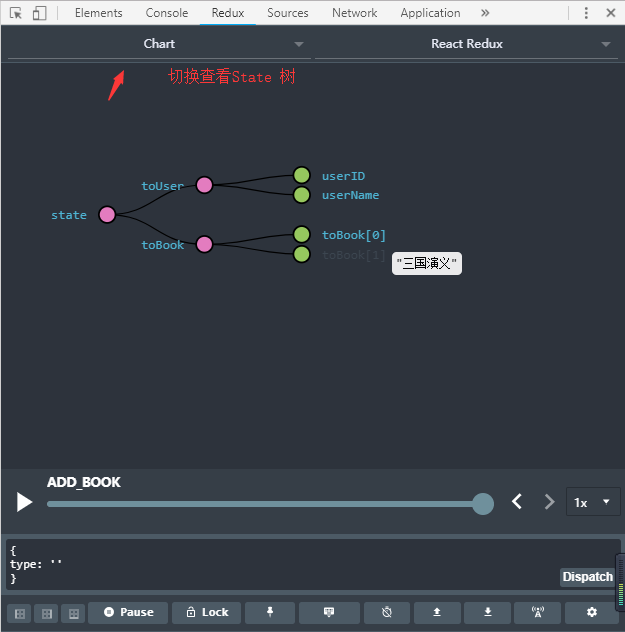 Elements Console Redux Sources Network Application »
Chart React Redux
切换查看State 树
userID
toUser
userName
state
toBook[0]
toBook
toBook[1]
"三国演义"
ADD_BOOK
1x
{
type: ''
}
Dispatch
Pause Lock